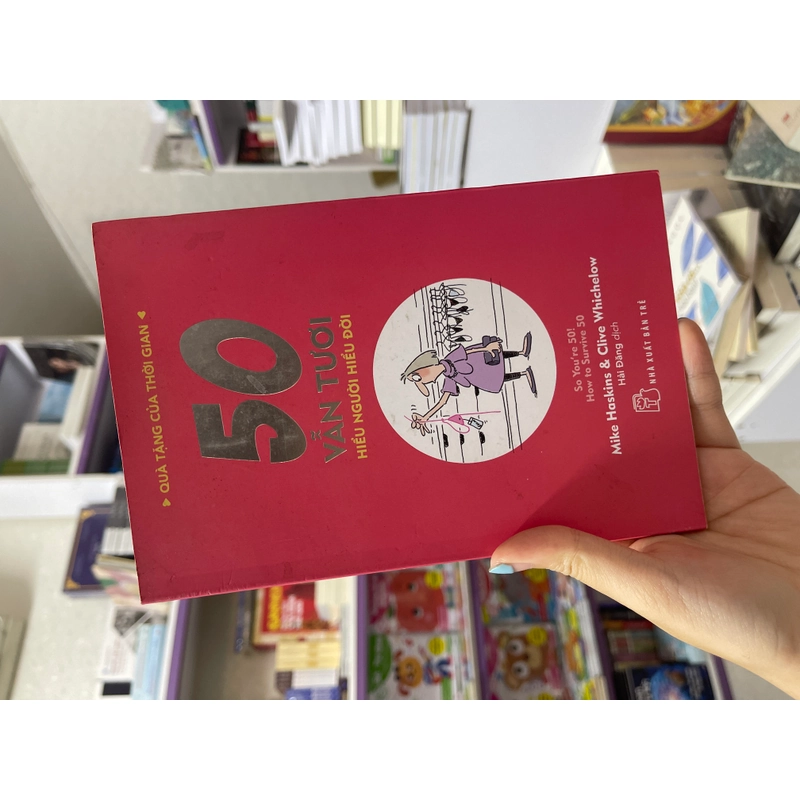 ♥ QUÀ TẶNG CỦA THỜI GIAN ♥
50
VẪN TƯƠI
HIỂU NGƯỜI HIỂU ĐỜI
So You're 50!
How to Survive 50
Mike Haskins & Clive Whichelow
Hải Đăng dịch
NHÀ XUẤT BẢN TRẺ